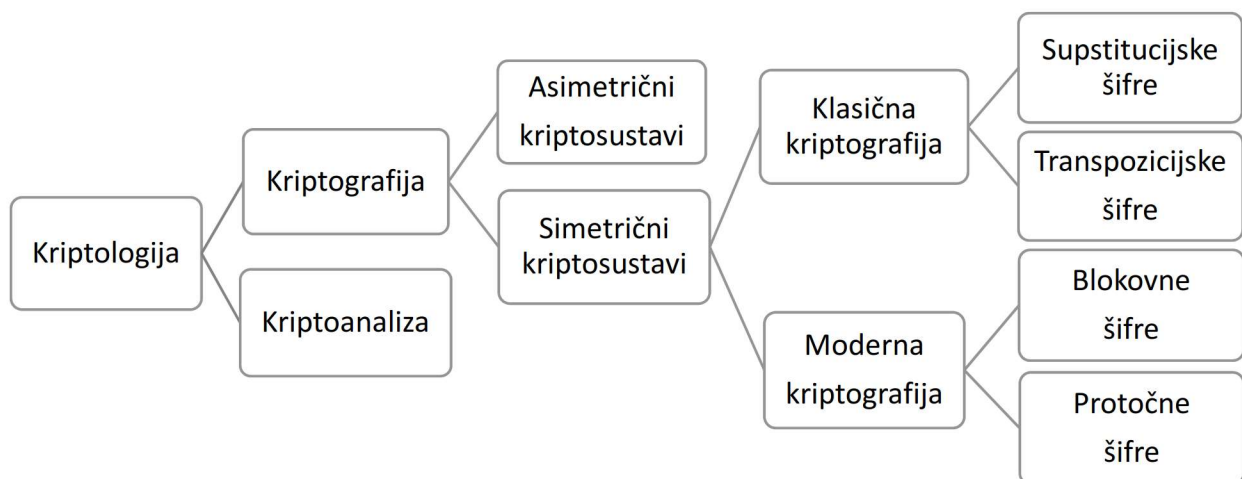 Kriptologija
Kriptografija
Kriptoanaliza
Asimetrični
kriptosustavi
Simetrični
kriptosustavi
Klasična
kriptografija
Moderna
kriptografija
Supstitucijske
šifre
Transpozicijske
šifre
Blokovne
šifre
Protočne
šifre